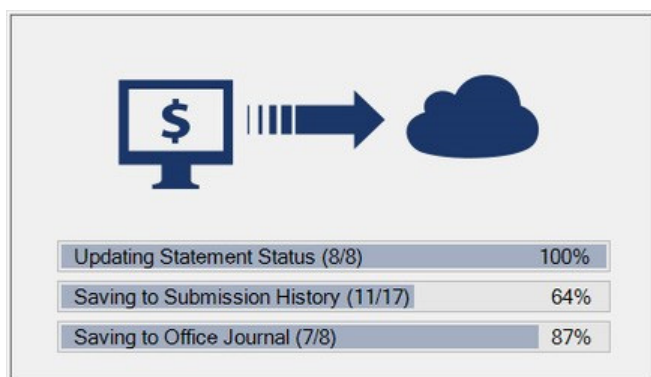 $
Updating Statement Status (8/8) 100%
Saving to Submission History (11/17) 64%
Saving to Office Journal (7/8) 87%